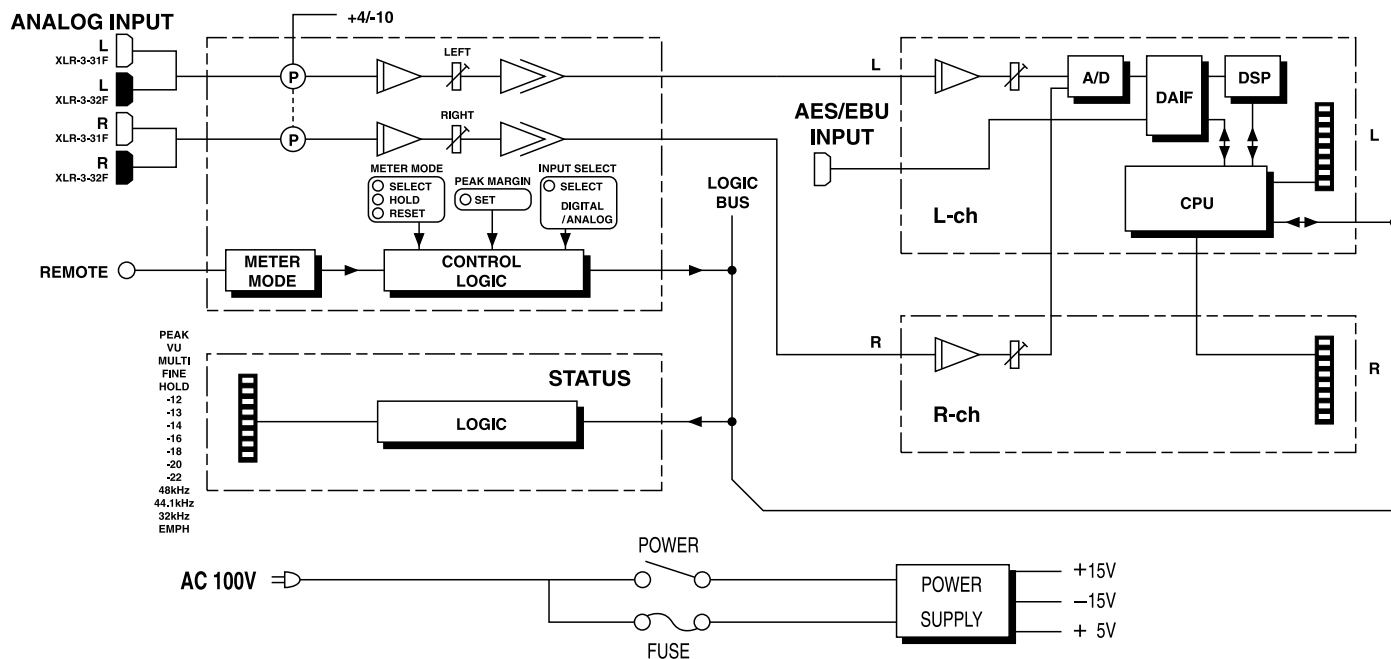 ANALOG INPUT
L
XLR-3-31F
L
XLR-3-32F
R
XLR-3-31F
R
XLR-3-32F
+4/-10
P
P
LEFT
RIGHT
METER MODE
SELECT
HOLD
RESET
PEAK MARGIN
SET
INPUT SELECT
SELECT
DIGITAL
/ANALOG
REMOTE
METER
MODE
CONTROL
LOGIC
LOGIC
BUS
L
R
AES/EBU
INPUT
A/D
DAIF
DSP
CPU
L-ch
L
R-ch
R
PEAK
VU
MULTI
FINE
HOLD
-12
-13
-14
-16
-18
-20
-22
48kHz
44.1kHz
32kHz
EMPH
STATUS
LOGIC
AC 100V
POWER
FUSE
POWER
SUPPLY
+15V
−15V
+ 5V